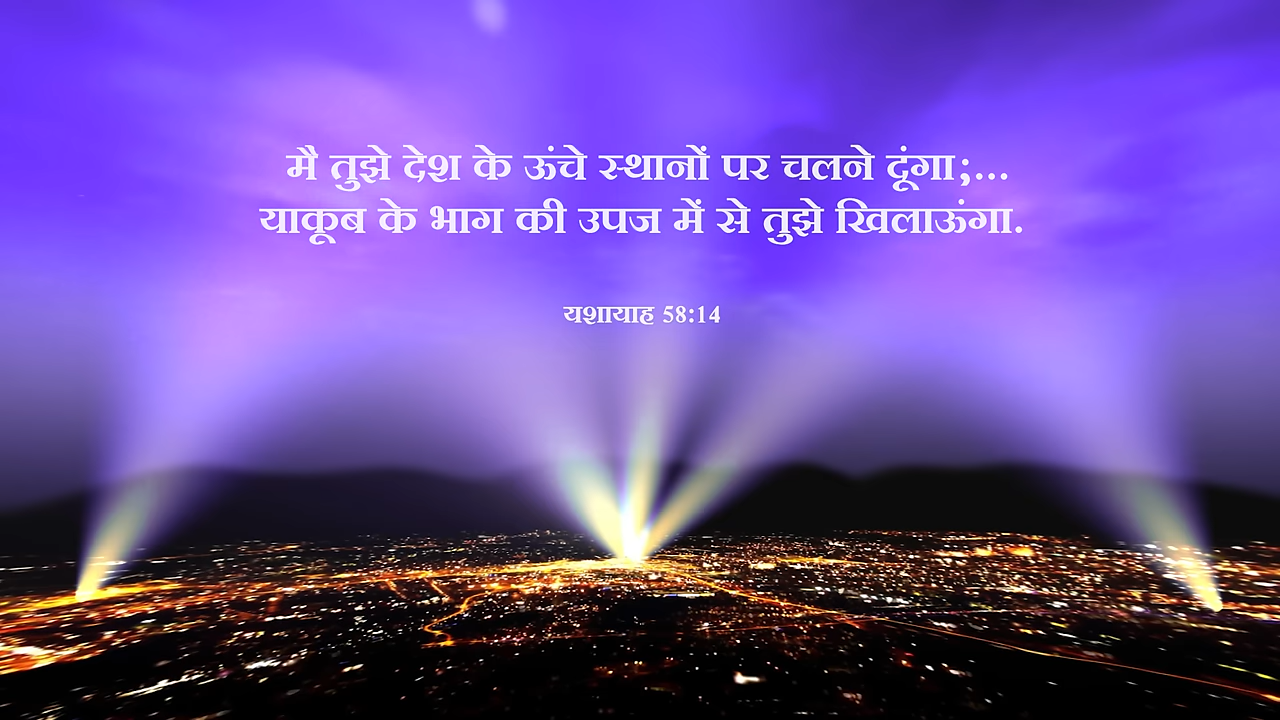 मै तुझे देश के ऊंचे स्थानों पर चलने दूंगा;...
याकूब के भाग की उपज में से तुझे खिलाऊंगा.
यशायाह 58:14